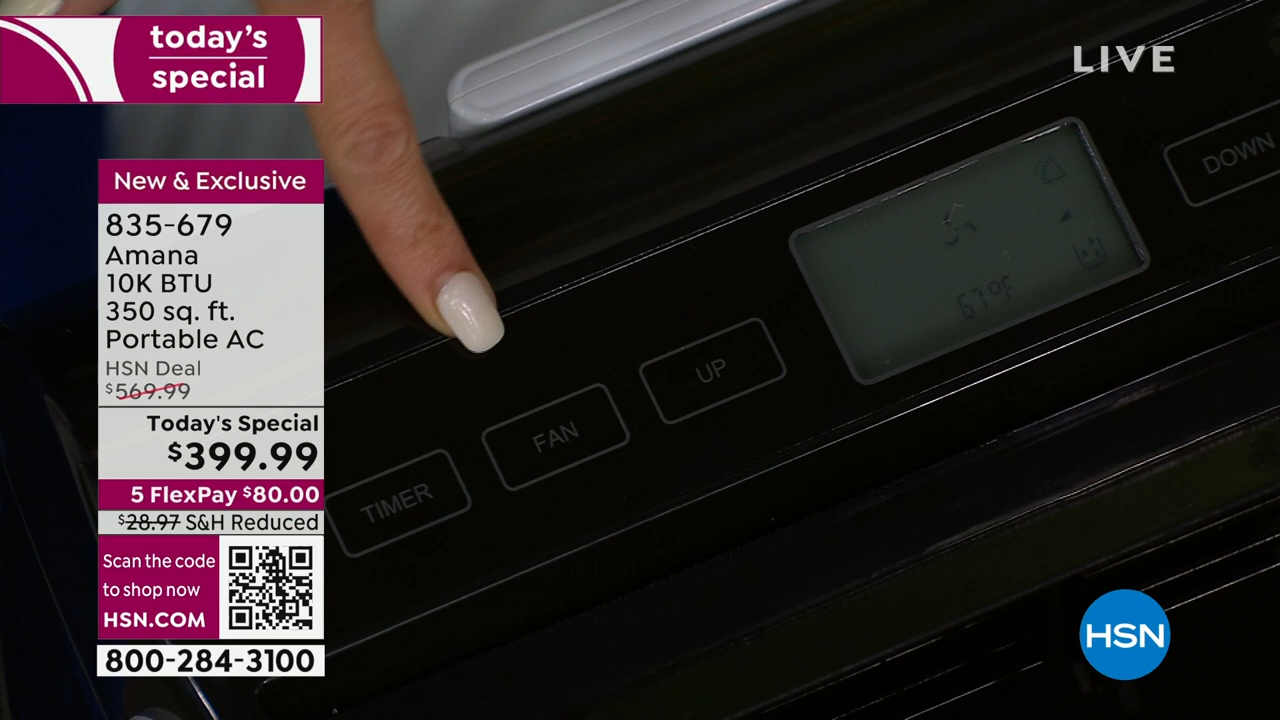 today's
special
LIVE
New & Exclusive
835-679
Amana
10K BTU
350 sq. ft.
Portable AC
HSN Deal
$569.99
Today's Special
$399.99
5 FlexPay $80.00
$28.97 S&H Reduced
Scan the code
to shop now
HSN.COM
800-284-3100
TIMER
FAN
UP
67°F
DOWN
HSN